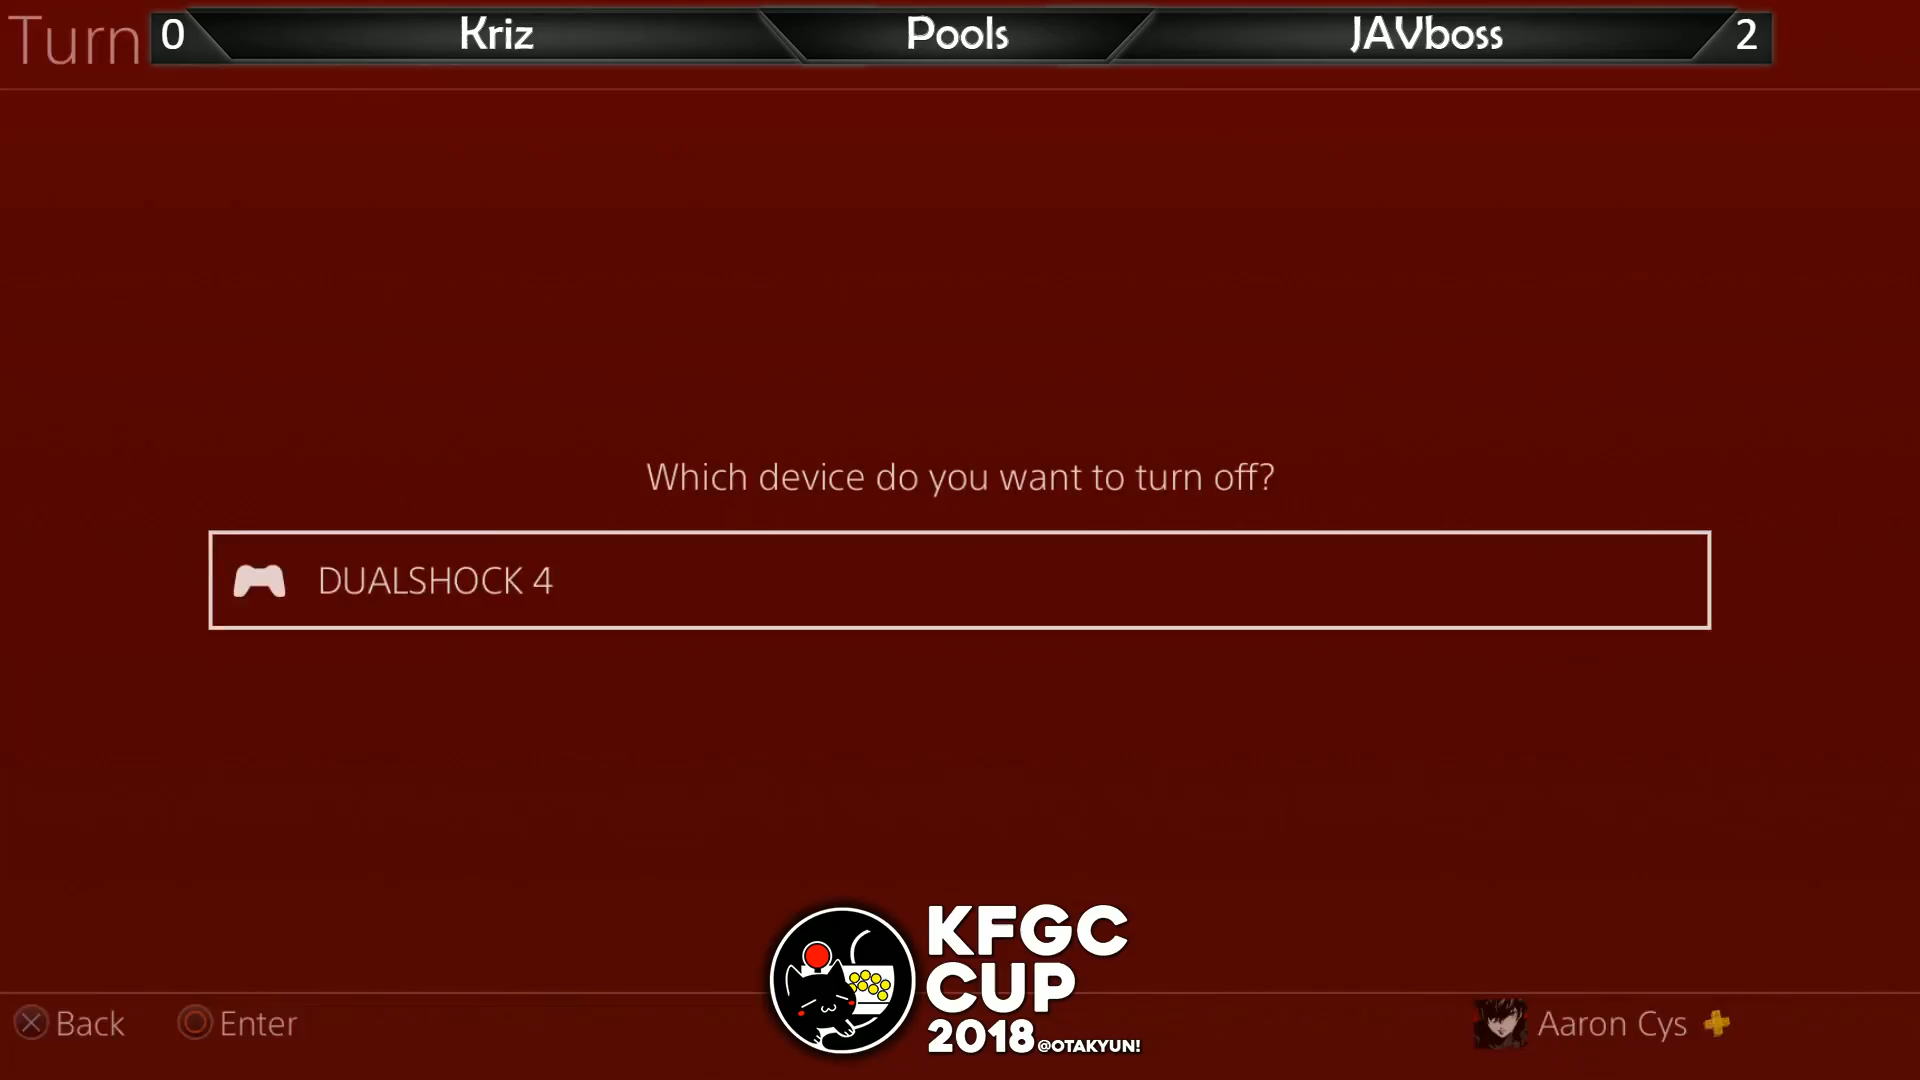 Turn
0 Kriz Pools JAVboss 2
Which device do you want to turn off?
DUALSHOCK 4
KFGC
CUP
2018 @OTAKYUN!
Back Enter Aaron Cys